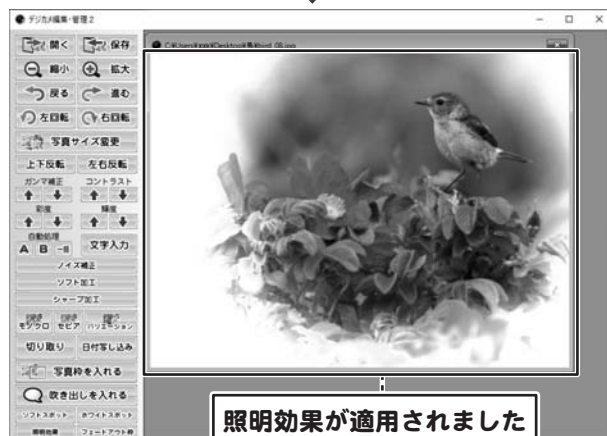 デジカメ編集・管理2
C:¥Users¥xxx¥Desktop¥鳥¥bird_08.jpg
開く 保存
縮小 拡大
戻る 進む
左回転 右回転
写真サイズ変更
上下反転 左右反転
ガンマ補正 コントラスト
彩度 輝度
自動処理
A B 文字入力
ノイズ補正
ソフト加工
シャープ加工
モノクロ セピア バリエーション
切り取り 日付写し込み
写真枠を入れる
吹き出しを入れる
ソフトスポット ホワイトスポット
照明効果 フェードアウト枠
照明効果が適用されました